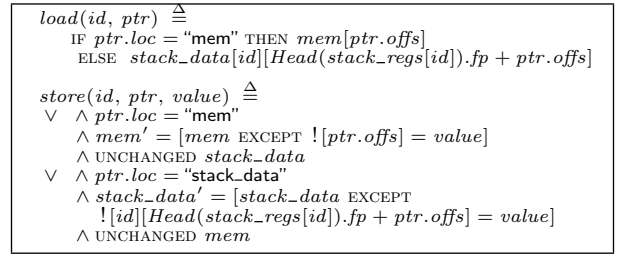 load(id, ptr) ≜
IF ptr.loc = “mem” THEN mem[ptr.offs]
ELSE stack_data[id][Head(stack_regs[id]).fp + ptr.offs]
store(id, ptr, value) ≜
∨ ∧ ptr.loc = “mem”
∧ mem′ = [mem EXCEPT ![ptr.offs] = value]
∧ UNCHANGED stack_data
∨ ∧ ptr.loc = “stack_data”
∧ stack_data′ = [stack_data EXCEPT
![id][Head(stack_regs[id]).fp + ptr.offs] = value]
∧ UNCHANGED mem